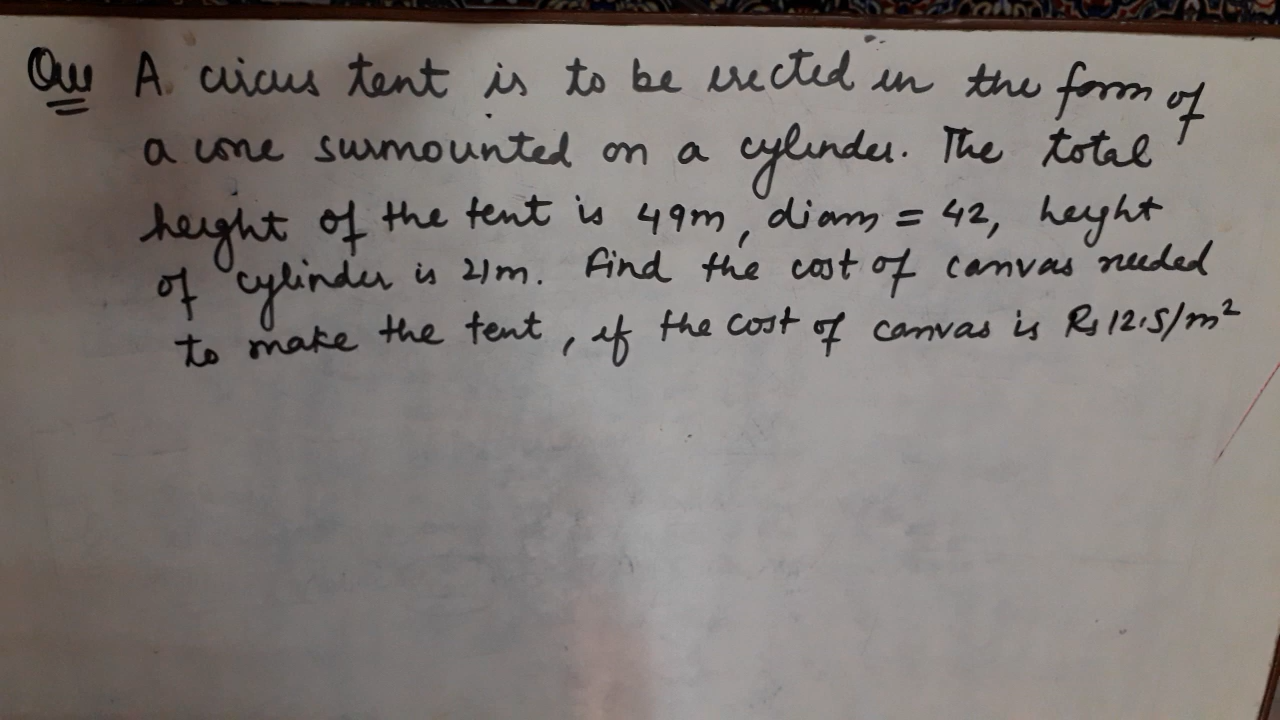 Que A circus tent is to be erected in the form of
a cone surmounted on a cylinder. The total
height of the tent is 49m, diam = 42, height
of cylinder is 21m. Find the cost of canvas needed
to make the tent, if the cost of canvas is Rs 12.5/m²